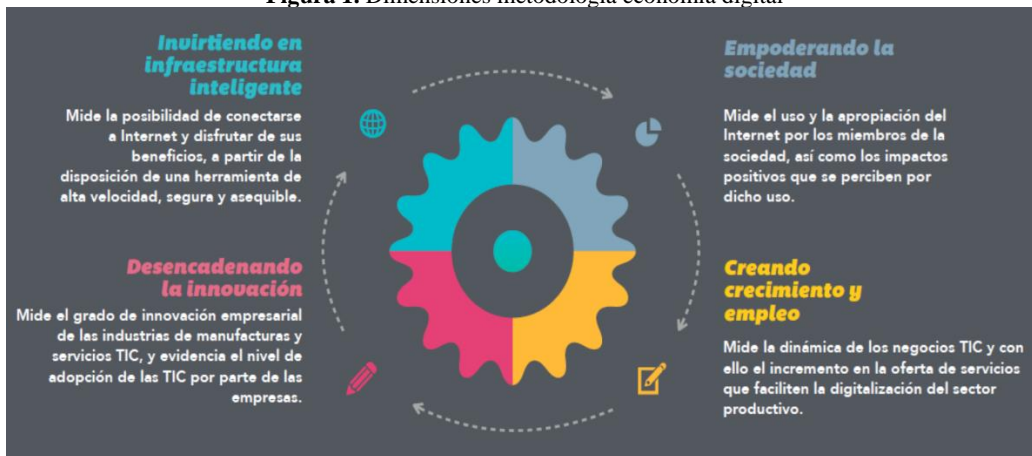 Figura 1. Dimensiones metodología economía digital
Invirtiendo en
infraestructura
inteligente
Mide la posibilidad de conectarse
a Internet y disfrutar de sus
beneficios, a partir de la
disposición de una herramienta de
alta velocidad, segura y asequible.
Empoderando la
sociedad
Mide el uso y la apropiación del
Internet por los miembros de la
sociedad, así como los impactos
positivos que se perciben por
dicho uso.
Desencadenando
la innovación
Mide el grado de innovación empresarial
de las industrias de manufacturas y
servicios TIC, y evidencia el nivel de
adopción de las TIC por parte de las
empresas.
Creando
crecimiento y
empleo
Mide la dinámica de los negocios TIC y con
ello el incremento en la oferta de servicios
que faciliten la digitalización del sector
productivo.